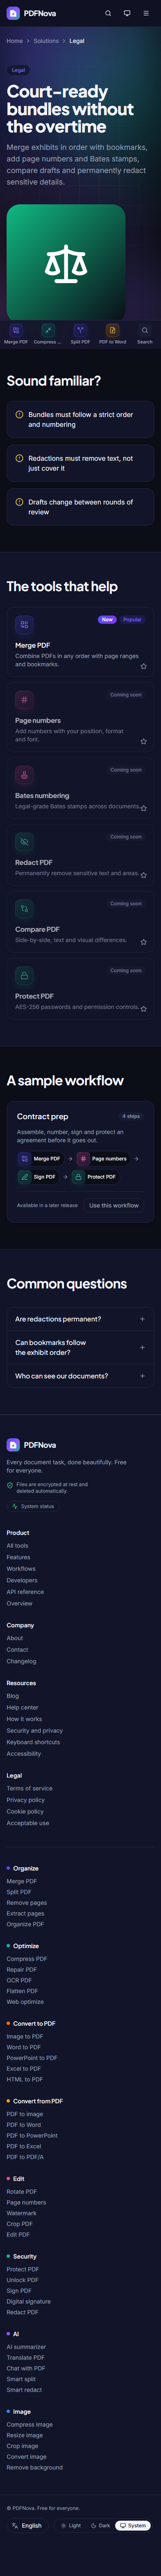 PDFNova
Home > Solutions > Legal
Legal
Court-ready
bundles without
the overtime
Merge exhibits in order with bookmarks,
add page numbers and Bates stamps,
compare drafts and permanently redact
sensitive details.
Merge PDF
Compress ...
Split PDF
PDF to Word
Search
Sound familiar?
Bundles must follow a strict order
and numbering
Redactions must remove text, not
just cover it
Drafts change between rounds of
review
The tools that help
New
Popular
Merge PDF
Combine PDFs in any order with page ranges
and bookmarks.
Coming soon
Page numbers
Add numbers with your position, format
and font.
Coming soon
Bates numbering
Legal-grade Bates stamps across documents.
Coming soon
Redact PDF
Permanently remove sensitive text and areas.
Coming soon
Compare PDF
Side-by-side, text and visual differences.
Coming soon
Protect PDF
AES-256 passwords and permission controls.
A sample workflow
Contract prep
4 steps
Assemble, number, sign and protect an
agreement before it goes out.
Merge PDF
Page numbers
Sign PDF
Protect PDF
Available in a later release
Use this workflow
Common questions
Are redactions permanent?
Can bookmarks follow
the exhibit order?
Who can see our documents?
PDFNova
Every document task, done beautifully. Free
for everyone.
Files are encrypted at rest and
deleted automatically.
System status
Product
All tools
Features
Workflows
Developers
API reference
Overview
Company
About
Contact
Changelog
Resources
Blog
Help center
How it works
Security and privacy
Keyboard shortcuts
Accessibility
Legal
Terms of service
Privacy policy
Cookie policy
Acceptable use
Organize
Merge PDF
Split PDF
Remove pages
Extract pages
Organize PDF
Optimize
Compress PDF
Repair PDF
OCR PDF
Flatten PDF
Web optimize
Convert to PDF
Image to PDF
Word to PDF
PowerPoint to PDF
Excel to PDF
HTML to PDF
Convert from PDF
PDF to image
PDF to Word
PDF to PowerPoint
PDF to Excel
PDF to PDF/A
Edit
Rotate PDF
Page numbers
Watermark
Crop PDF
Edit PDF
Security
Protect PDF
Unlock PDF
Sign PDF
Digital signature
Redact PDF
AI
AI summarizer
Translate PDF
Chat with PDF
Smart split
Smart redact
Image
Compress image
Resize image
Crop image
Convert image
Remove background
© PDFNova. Free for everyone.
English
Light
Dark
System